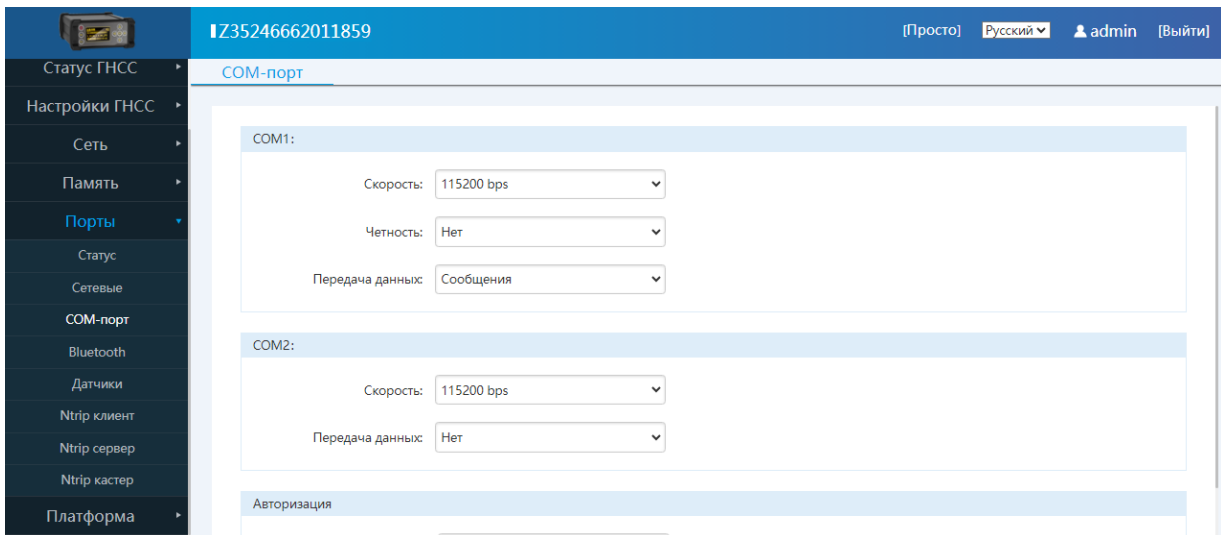 IZ35246662011859
[Просто] Русский admin [Выйти]
Статус ГНСС
Настройки ГНСС
Сеть
Память
Порты
Статус
Сетевые
COM-порт
Bluetooth
Датчики
Ntrip клиент
Ntrip сервер
Ntrip кастер
Платформа
COM-порт
COM1:
Скорость: 115200 bps
Четность: Нет
Передача данных: Сообщения
COM2:
Скорость: 115200 bps
Передача данных: Нет
Авторизация